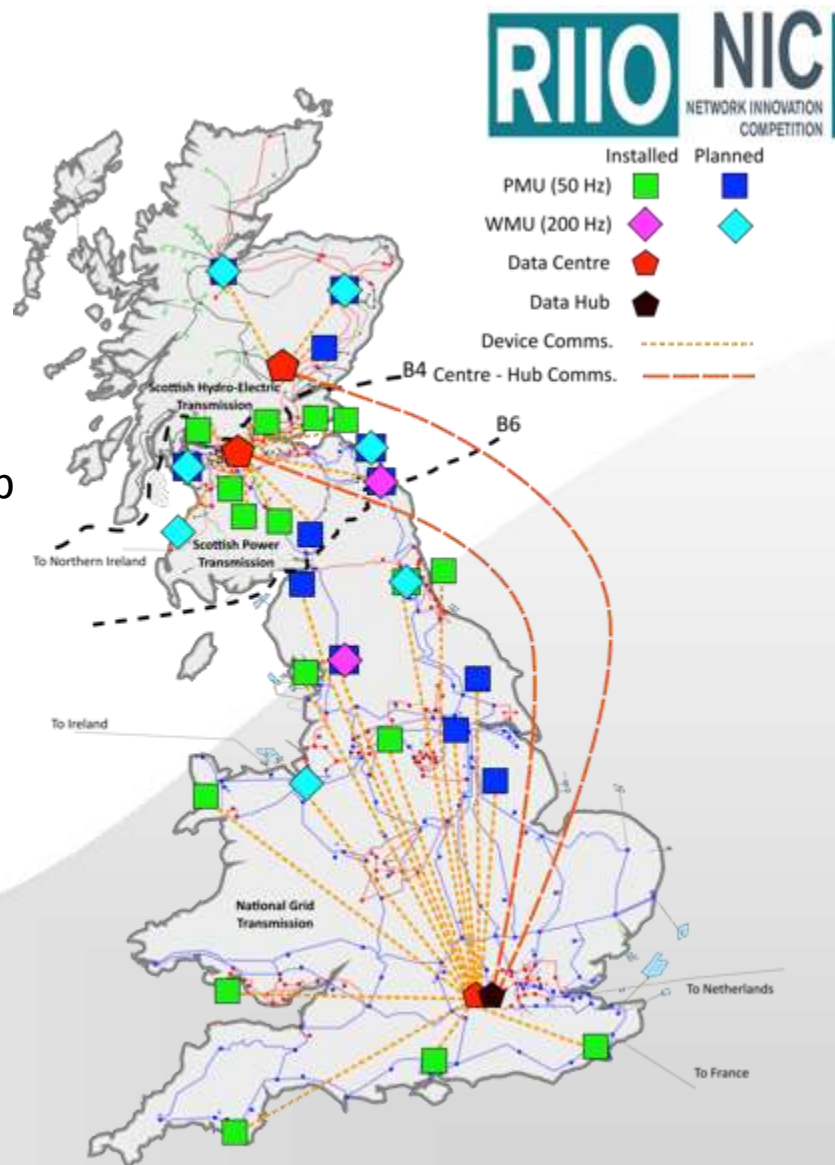 RIIO
NIC
NETWORK INNOVATION
COMPETITION
Installed Planned
PMU (50 Hz)
WMU (200 Hz)
Data Centre
Data Hub
Device Comms.
Centre - Hub Comms.
B4
B6
Scottish Hydro-Electric
Transmission
Scottish Power
Transmission
To Northern Ireland
To Ireland
National Grid
Transmission
To Netherlands
To France